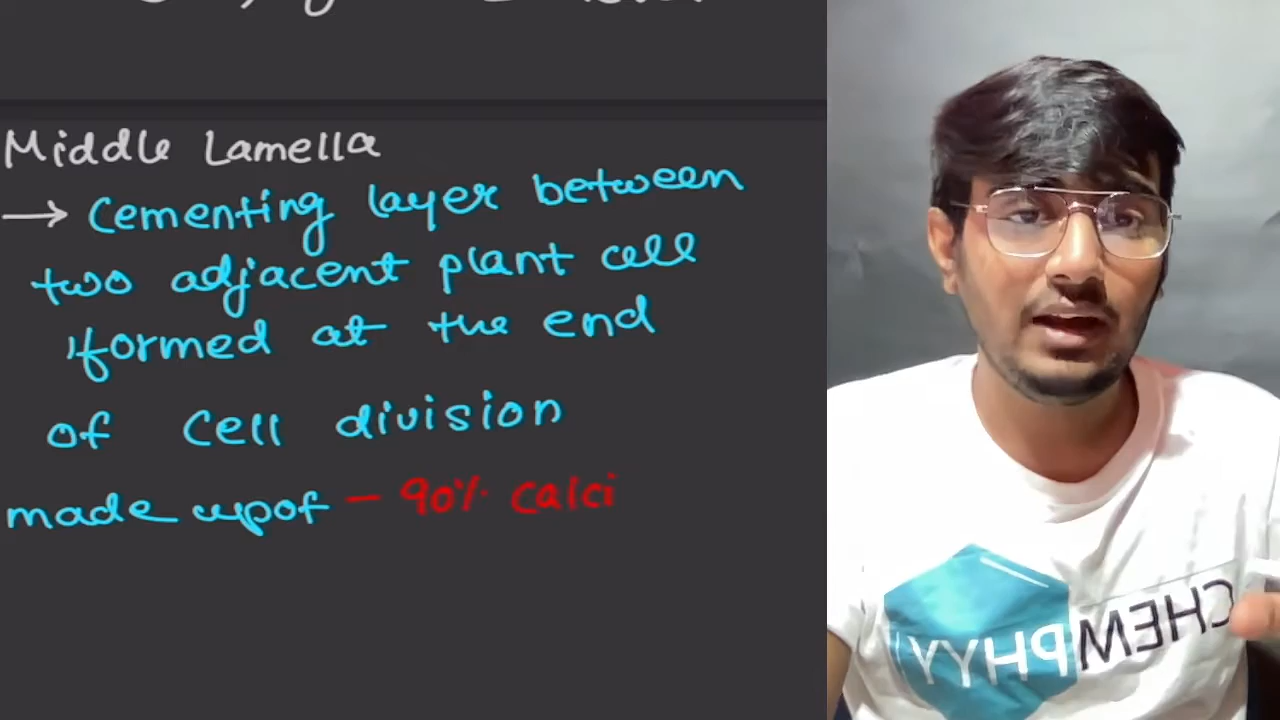 Middle Lamella
→ Cementing layer between
two adjacent plant cell
formed at the end
of cell division
made upof - 90% calci
CHEMPHYY